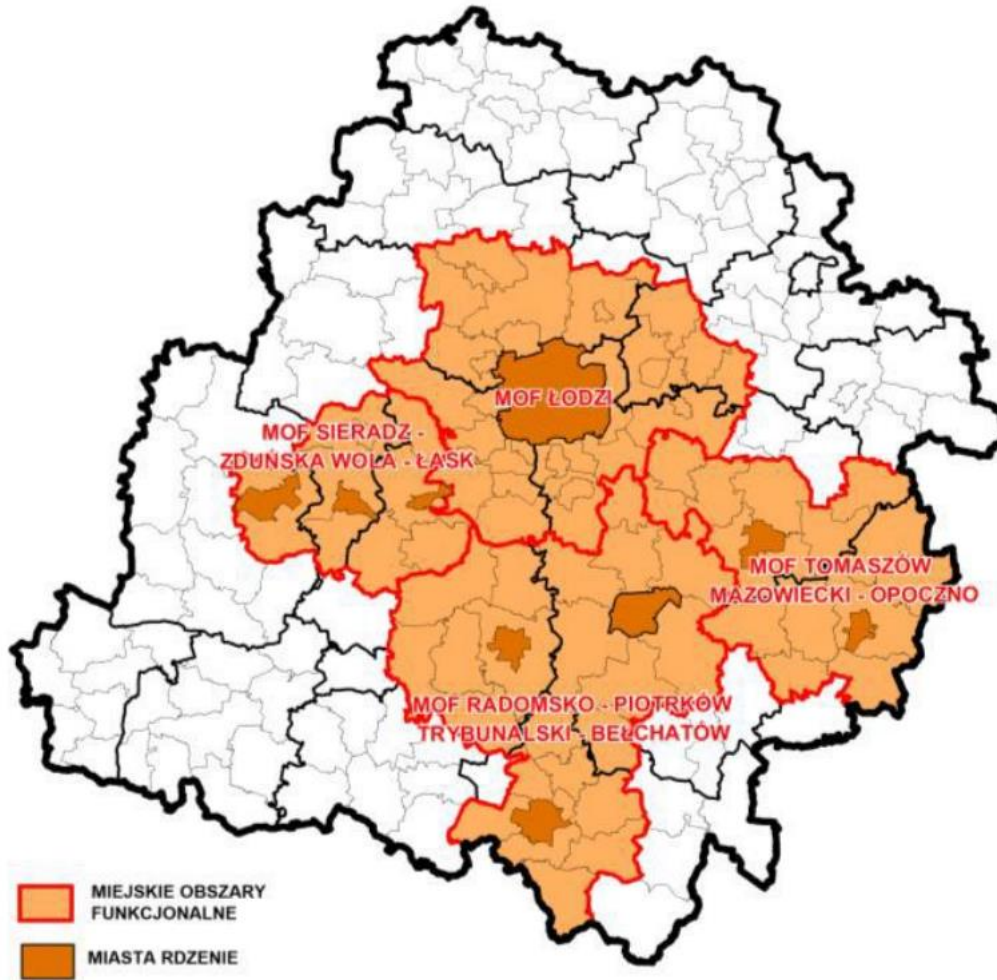 MOF ŁODZI
MOF SIERADZ -
ZDUŃSKA WOLA - ŁASK
MOF TOMASZÓW
MAZOWIECKI - OPOCZNO
MOF RADOMSKO - PIOTRKÓW
TRYBUNALSKI - BEŁCHATÓW
MIEJSKIE OBSZARY
FUNKCJONALNE
MIASTA RDZENIE